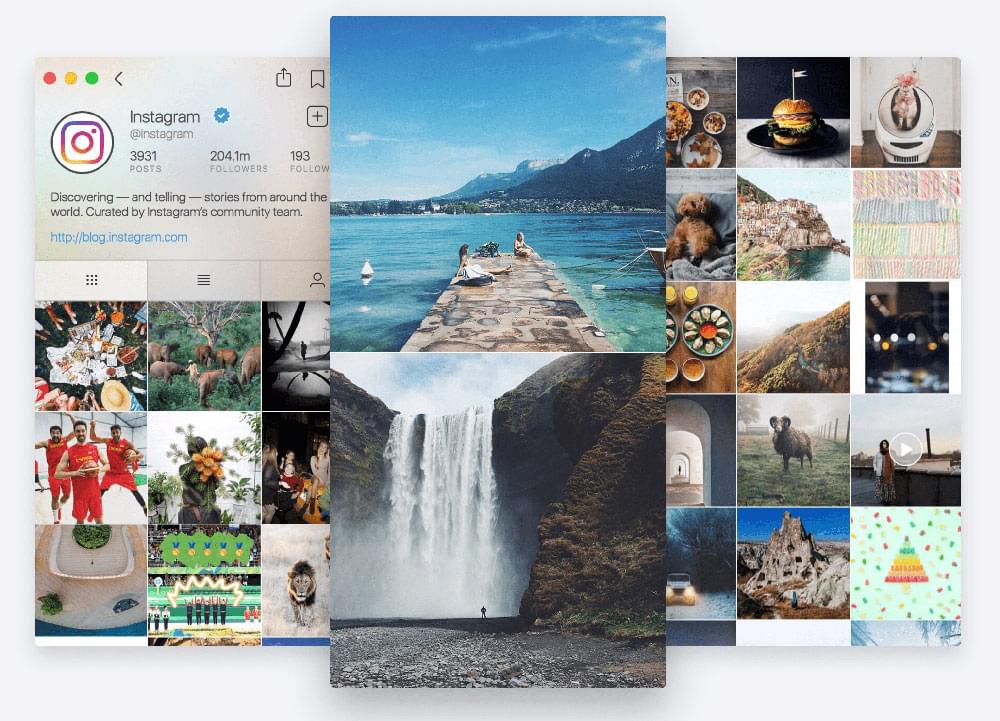 Instagram
@instagram
3931 204.1m 193
POSTS FOLLOWERS FOLLOW
Discovering — and telling — stories from around the
world. Curated by Instagram's community team.
http://blog.instagram.com